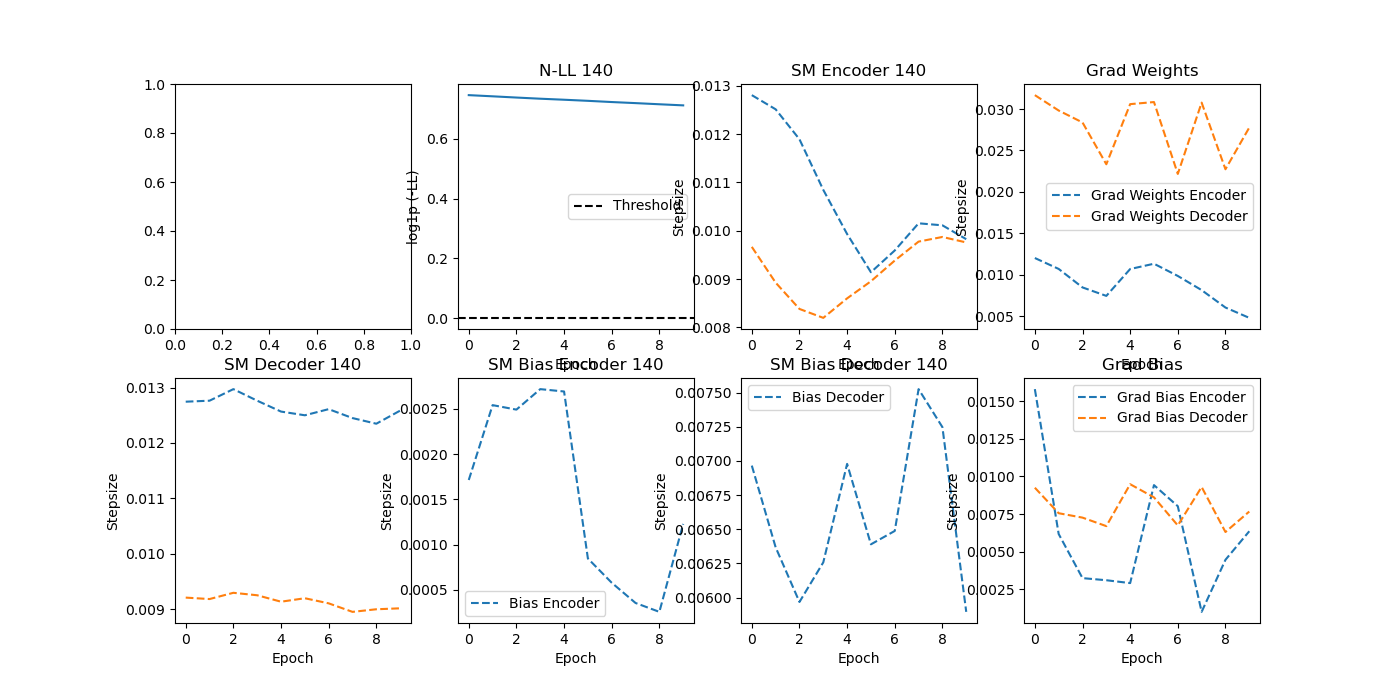 N-LL 140
SM Encoder 140
Grad Weights
1.0
0.8
0.6
0.4
0.2
0.0
0.0 0.2 0.4 0.6 0.8 1.0
log1p (-LL)
0.6
0.4
0.2
0.0
Threshold
0 2 4 6 8
Epoch
Stepsize
0.013
0.012
0.011
0.010
0.009
0.008
0 2 4 6 8
Epoch
Stepsize
0.030
0.025
0.020
0.015
0.010
0.005
Grad Weights Encoder
Grad Weights Decoder
0 2 4 6 8
Epoch
SM Decoder 140
SM Bias Encoder 140
SM Bias Decoder 140
Grad Bias
Stepsize
0.013
0.012
0.011
0.010
0.009
0 2 4 6 8
Epoch
Stepsize
0.0025
0.0020
0.0015
0.0010
0.0005
Bias Encoder
0 2 4 6 8
Epoch
Stepsize
0.00750
0.00725
0.00700
0.00675
0.00650
0.00625
0.00600
Bias Decoder
0 2 4 6 8
Epoch
Stepsize
0.0150
0.0125
0.0100
0.0075
0.0050
0.0025
Grad Bias Encoder
Grad Bias Decoder
0 2 4 6 8
Epoch